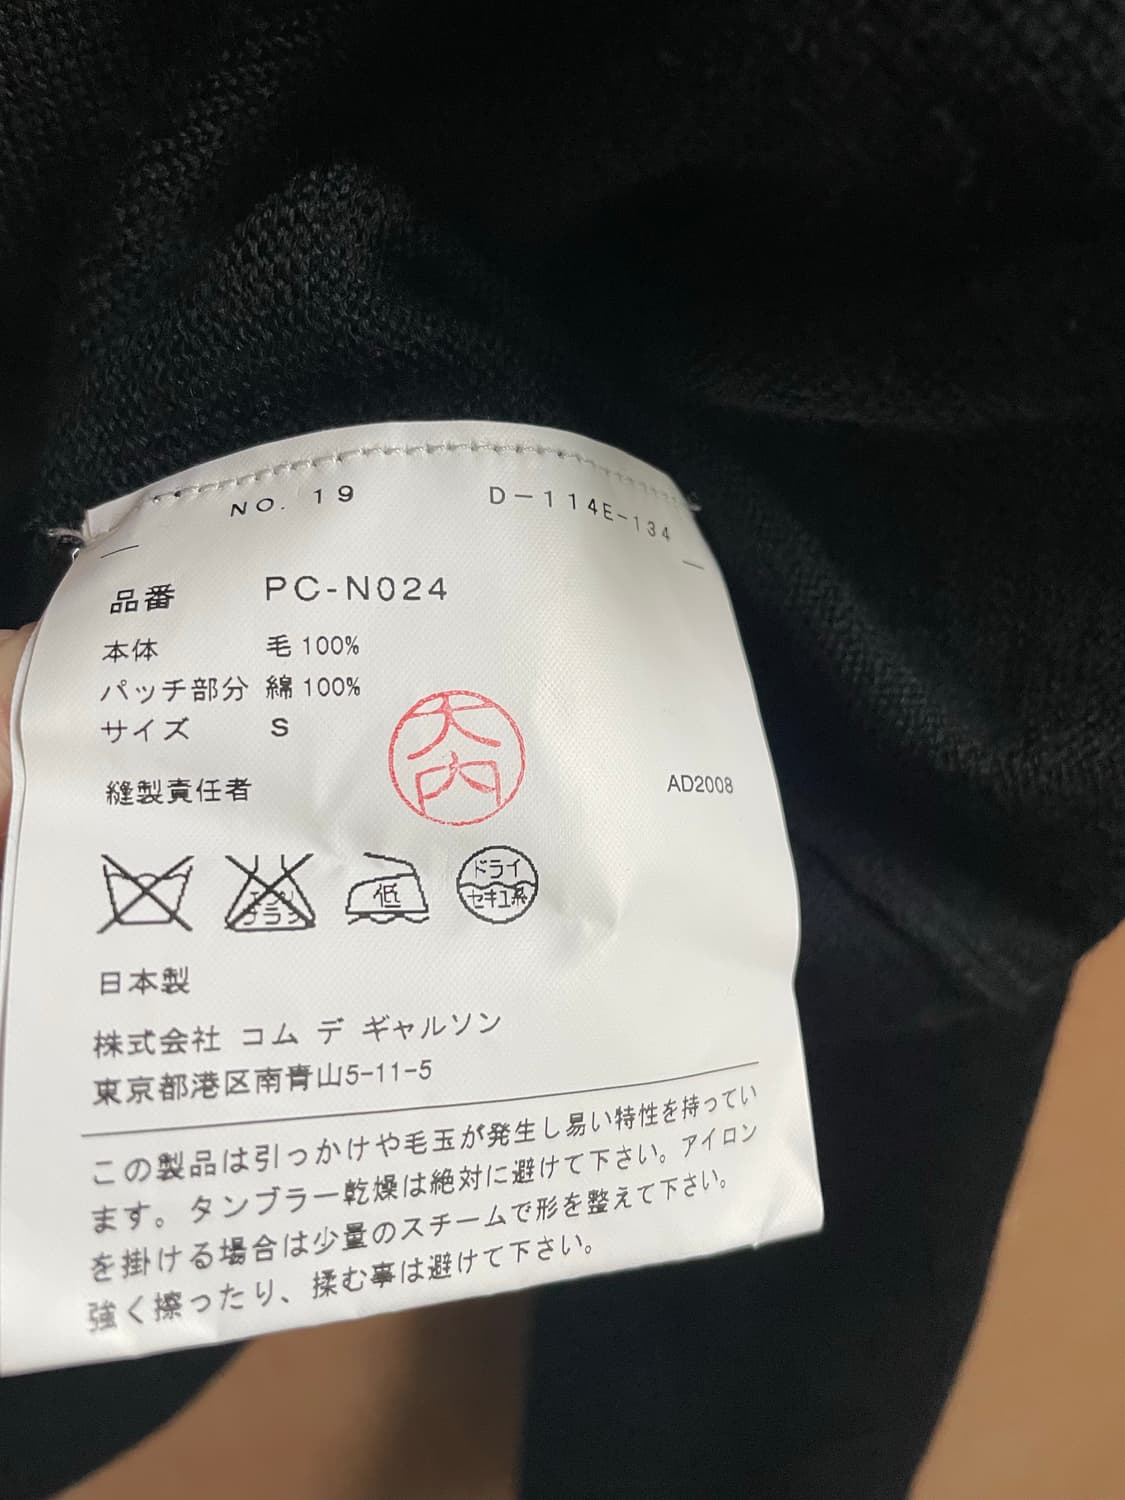 NO. 19 D-114E-134
品番 PC-N024
本体 毛 100%
パッチ部分 綿 100%
サイズ S
縫製責任者 大内 AD2008
エンソ サラシ 低 ドライ セキユ系
日本製
株式会社 コム デ ギャルソン
東京都港区南青山5-11-5
この製品は引っかけや毛玉が発生し易い特性を持ってい
ます。タンブラー乾燥は絶対に避けて下さい。アイロン
を掛ける場合は少量のスチームで形を整えて下さい。
強く擦ったり、揉む事は避けて下さい。